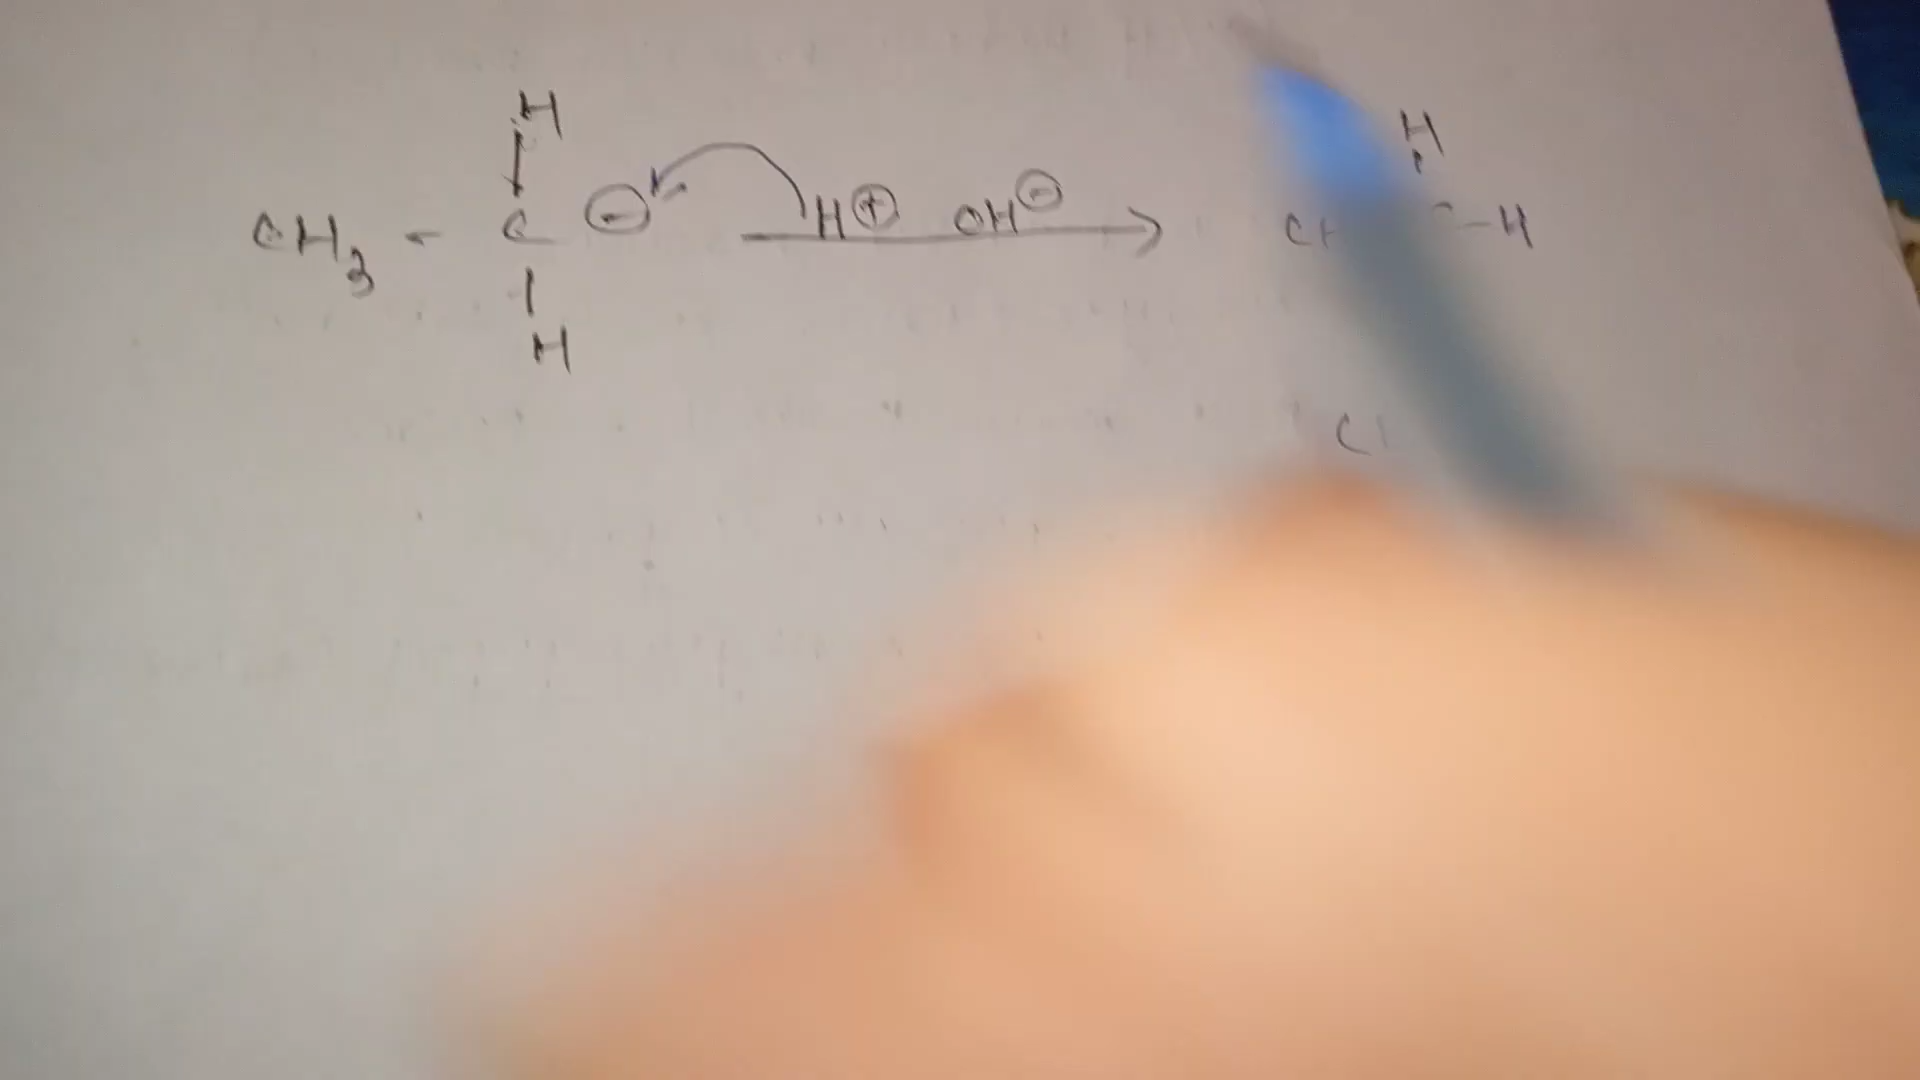 H H
CH3 - C ⊖ H⊕ OH⊖ → C-H
H